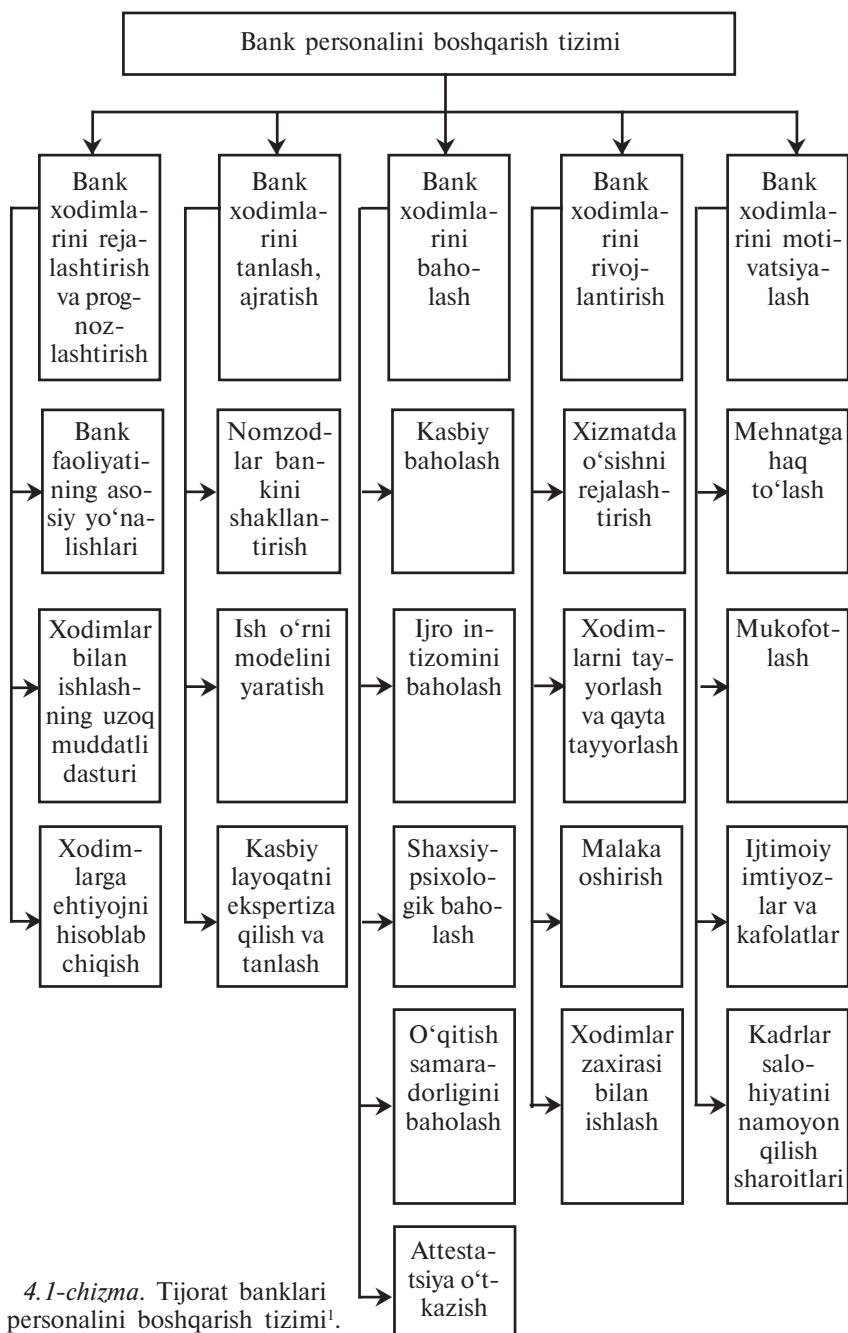 Bank personalini boshqarish tizimi
Bank
xodimla-
rini reja-
lashtirish
va prog-
noz-
lashtirish
Bank
xodimla-
rini
tanlash,
ajratish
Bank
xodimla-
rini
baho-
lash
Bank
xodimla-
rini
rivoj-
lantirish
Bank
xodimla-
rini moti-
vatsiya-
lash
Bank
faoliyati-
ning aso-
siy yo‘na-
lishlari
Nomzod-
lar ban-
kini
shakllan-
tirish
Kasbiy
baholash
Xizmatda
o‘sishni
rejalash-
tirish
Mehnatga
haq
to‘lash
Xodimlar
bilan
ishlash-
ning uzoq
muddatli
dasturi
Ish o‘rni
modelini
yaratish
Ijro in-
tizomini
baholash
Xodim-
larni tay-
yorlash
va qayta
tayyorlash
Mukofot-
lash
Xodim-
larga
ehtiyojni
hisoblab
chiqish
Kasbiy
layoqatni
ekspertiza
qilish va
tanlash
Shaxsiy-
psixolo-
gik baho-
lash
Malaka
oshirish
Ijtimoiy
imtiyoz-
lar va
kafolatlar
O‘qitish
samara-
dorligini
baholash
Xodimlar
zaxirasi
bilan
ishlash
Kadrlar
salo-
hiyatini
namoyon
qilish
sharoitlari
Attesta-
tsiya o‘t-
kazish
4.1-chizma. Tijorat banklari
personalini boshqarish tizimi¹.